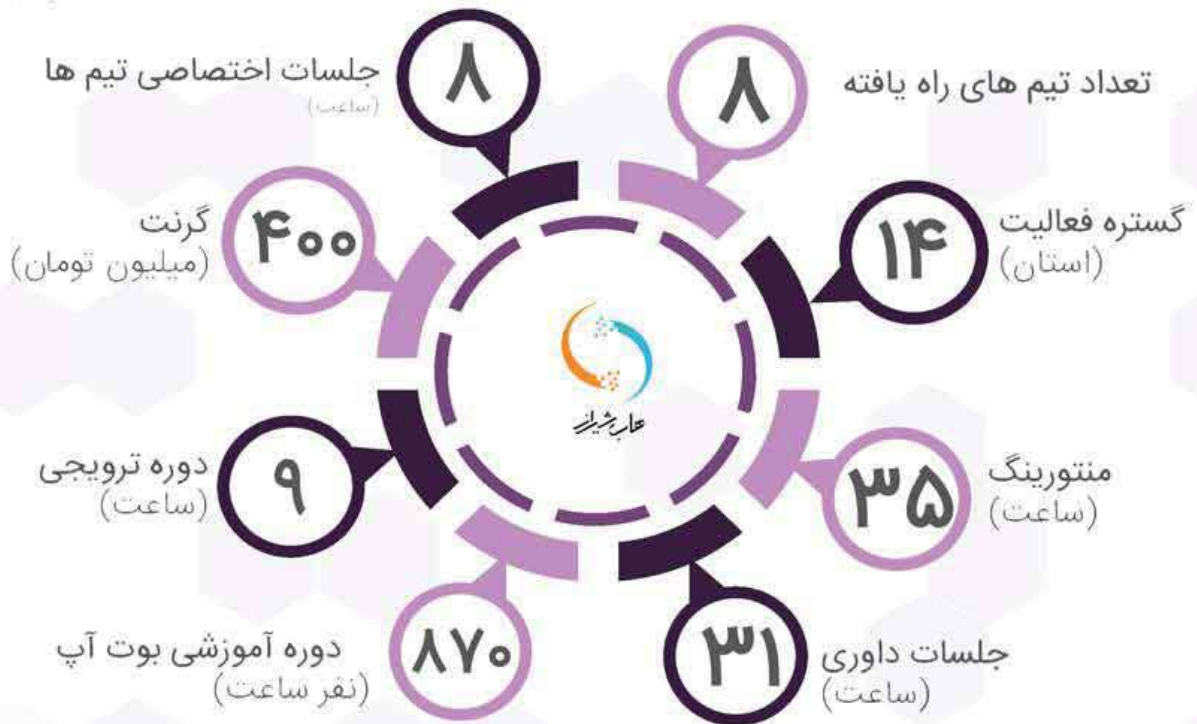 تعداد تیم های راه یافته
۸
گستره فعالیت
(استان)
۱۴
منتورینگ
(ساعت)
۳۵
جلسات داوری
(ساعت)
۳۱
جلسات اختصاصی تیم ها
(ساعت)
۸
گرنت
(میلیون تومان)
۴۰۰
دوره ترویجی
(ساعت)
۹
دوره آموزشی بوت آپ
(نفر ساعت)
۸۷۰
هاب شیراز